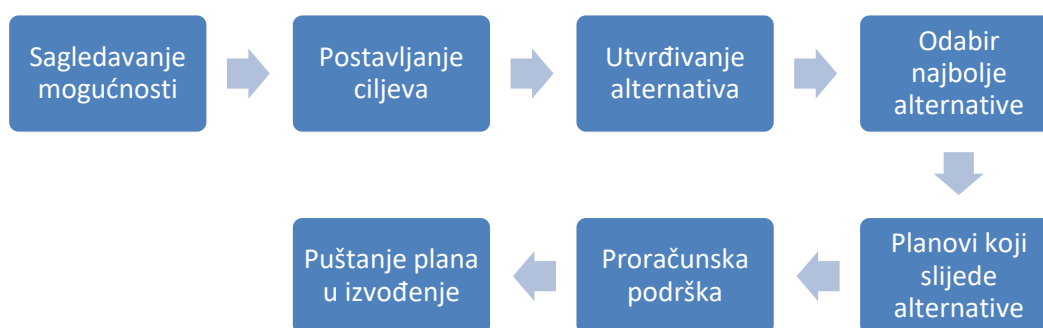 Sagledavanje
mogućnosti
Postavljanje
ciljeva
Utvrđivanje
alternativa
Odabir
najbolje
alternative
Planovi koji
slijede
alternative
Proračunska
podrška
Puštanje plana
u izvođenje